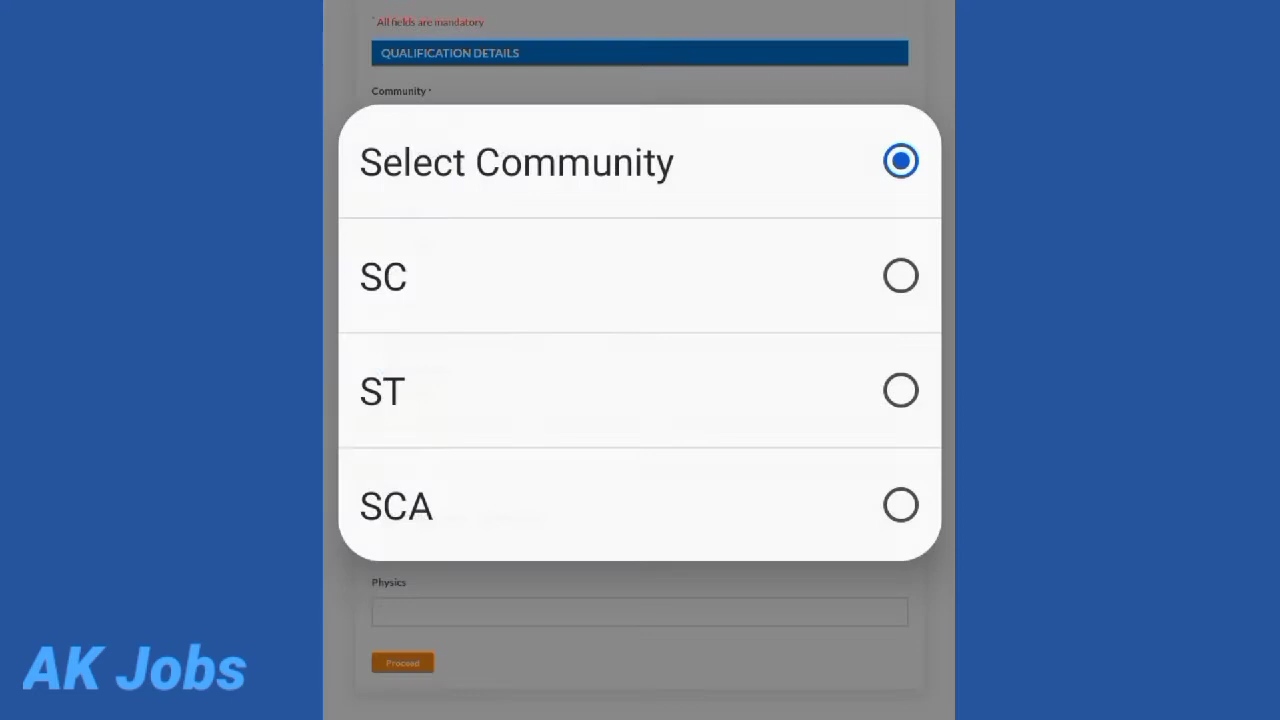 * All fields are mandatory
QUALIFICATION DETAILS
Community *
Select Community
SC
ST
SCA
Physics
Proceed
AK Jobs